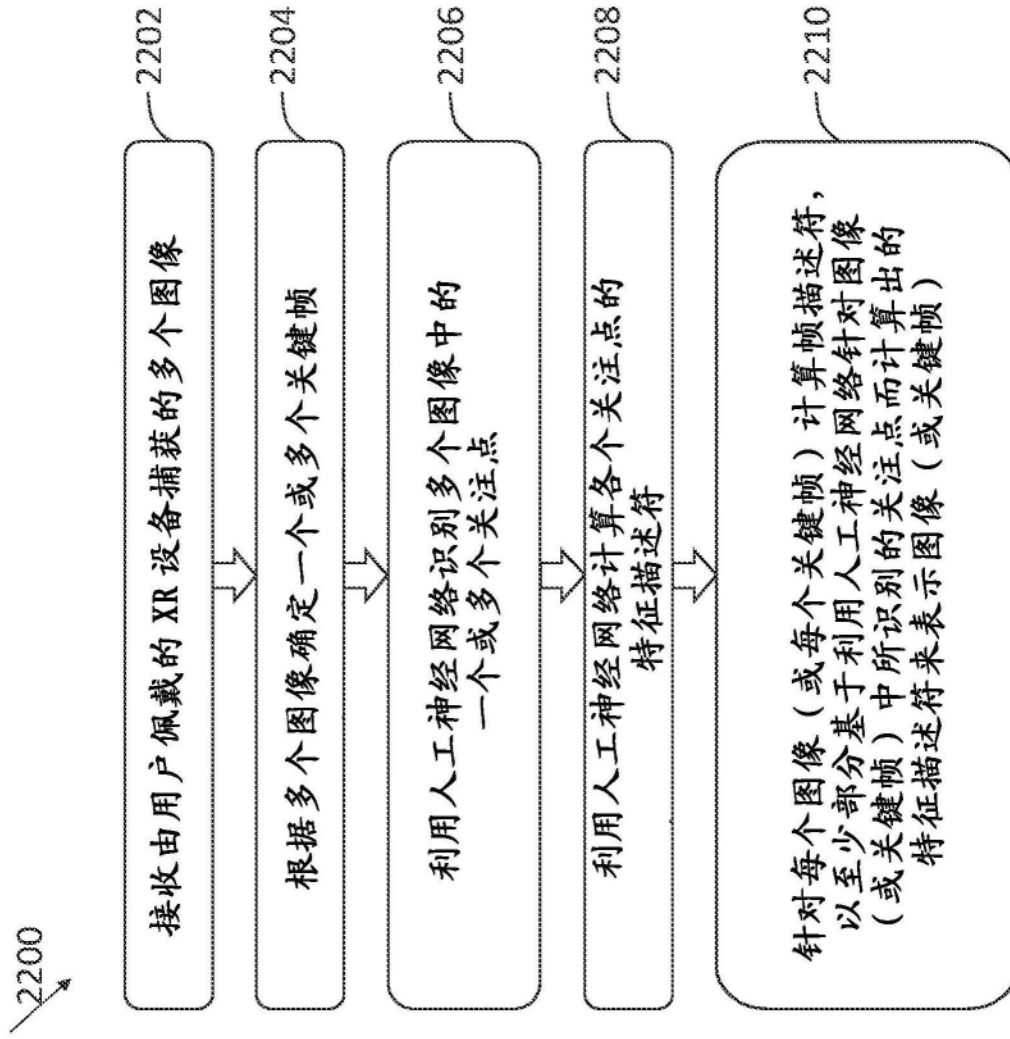 2200
接收由用户佩戴的 XR 设备捕获的多个图像
2202
根据多个图像确定一个或多个关键帧
2204
利用人工神经网络识别多个图像中的
一个或多个关注点
2206
利用人工神经网络计算各个关注点的
特征描述符
2208
针对每个图像（或每个关键帧）计算帧描述符，
以至少部分基于利用人工神经网络针对图像
（或关键帧）中所识别的关注点而计算出的
特征描述符来表示图像（或关键帧）
2210